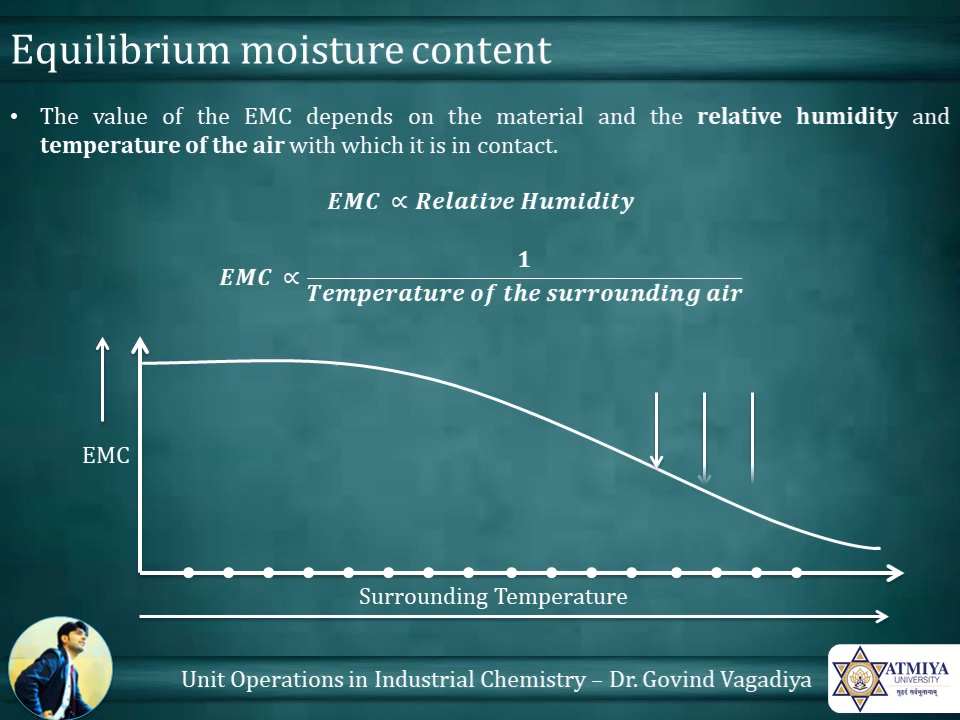 Equilibrium moisture content
• The value of the EMC depends on the material and the relative humidity and
temperature of the air with which it is in contact.
EMC ∝ Relative Humidity
EMC ∝ 1 / Temperature of the surrounding air
EMC
Surrounding Temperature
Unit Operations in Industrial Chemistry – Dr. Govind Vagadiya
ATMIYA
UNIVERSITY
सुहृदं सर्वभूतानाम्